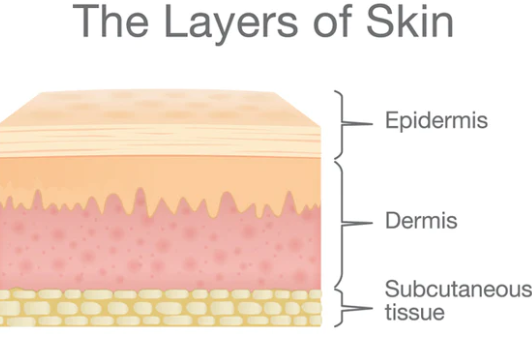 The Layers of Skin
Epidermis
Dermis
Subcutaneous
tissue